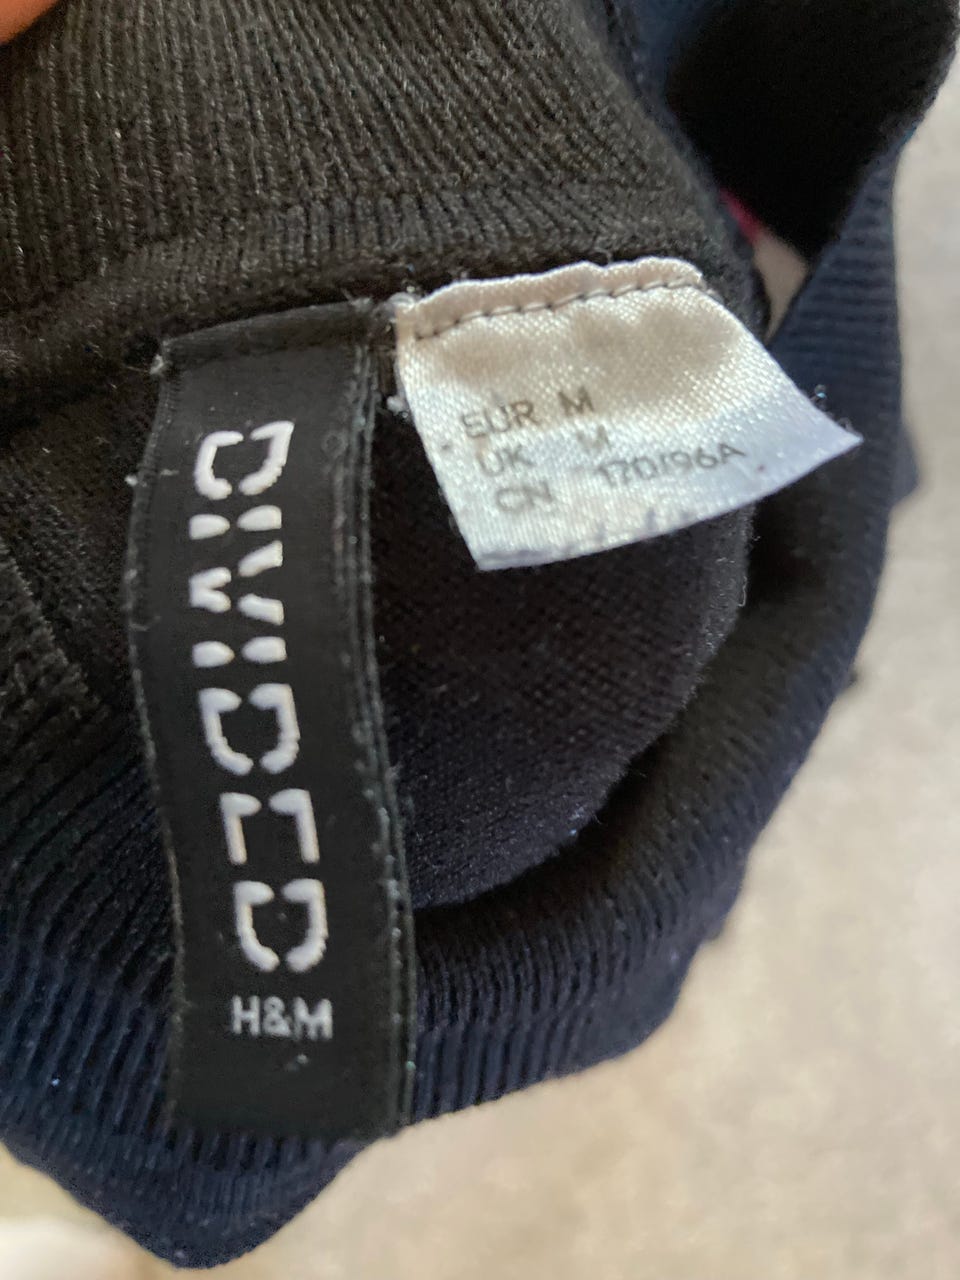 DIVIDED
H&M
EUR M
UK M
CN 170/96A